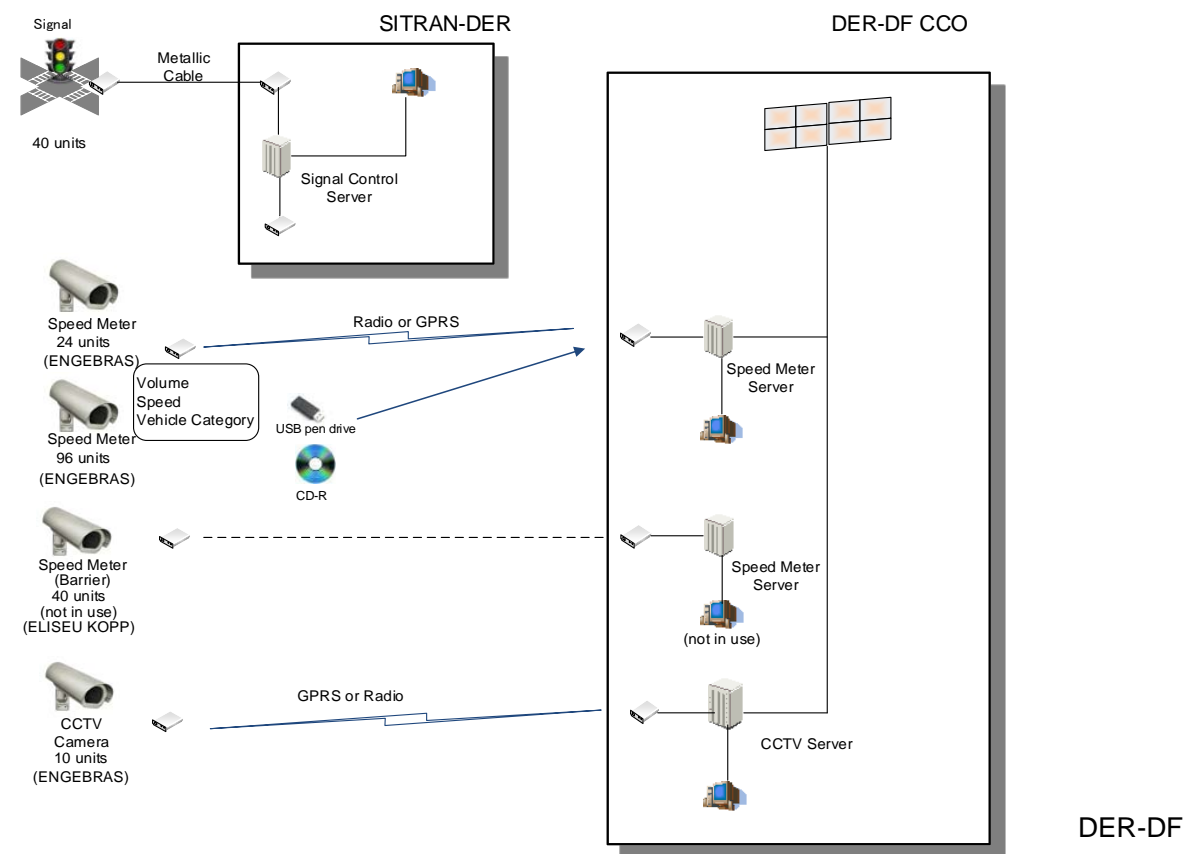 Signal
SITRAN-DER
DER-DF CCO
Metallic
Cable
40 units
Signal Control
Server
Speed Meter
24 units
(ENGEBRAS)
Radio or GPRS
Volume
Speed
Vehicle Category
Speed Meter
Server
USB pen drive
Speed Meter
96 units
(ENGEBRAS)
CD-R
Speed Meter
(Barrier)
40 units
(not in use)
(ELISEU KOPP)
Speed Meter
Server
(not in use)
GPRS or Radio
CCTV
Camera
10 units
(ENGEBRAS)
CCTV Server
DER-DF